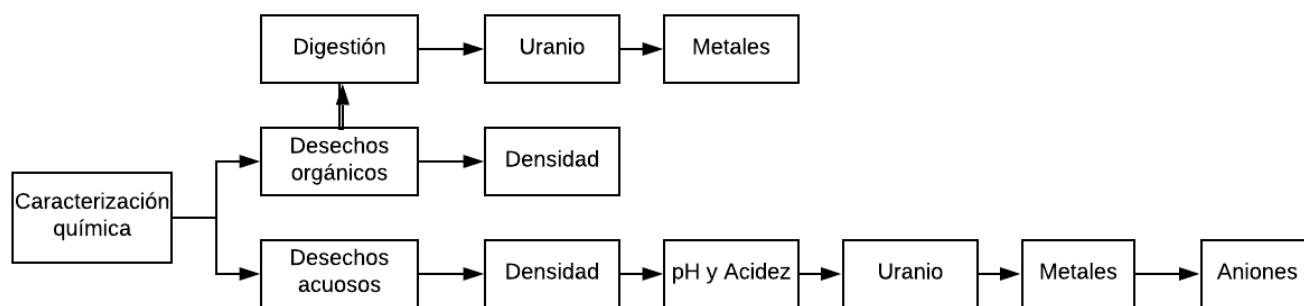 Digestión
Uranio
Metales
Desechos
orgánicos
Densidad
Caracterización
química
Desechos
acuosos
Densidad
pH y Acidez
Uranio
Metales
Aniones